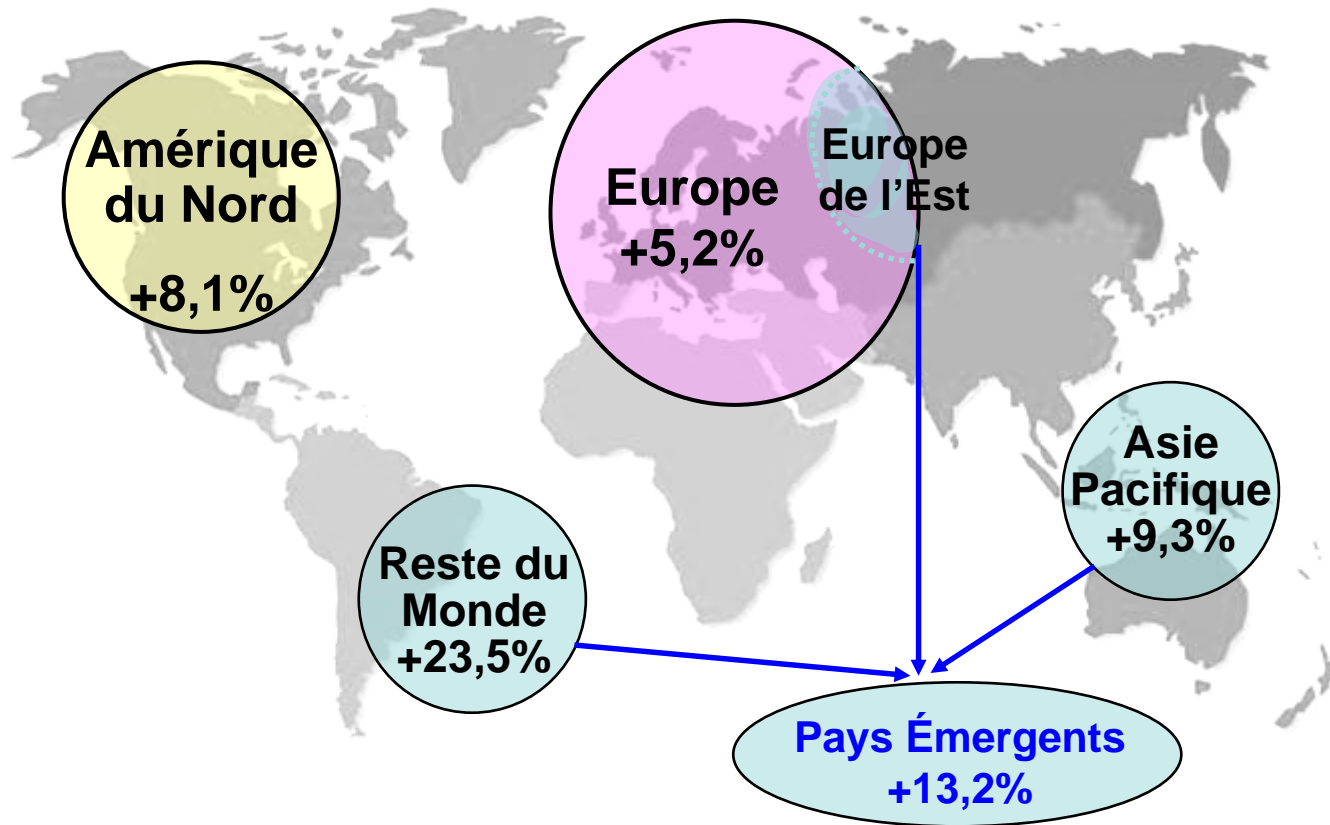 Amérique
du Nord
+8,1%
Europe
+5,2%
Europe
de l’Est
Asie
Pacifique
+9,3%
Reste du
Monde
+23,5%
Pays Émergents
+13,2%